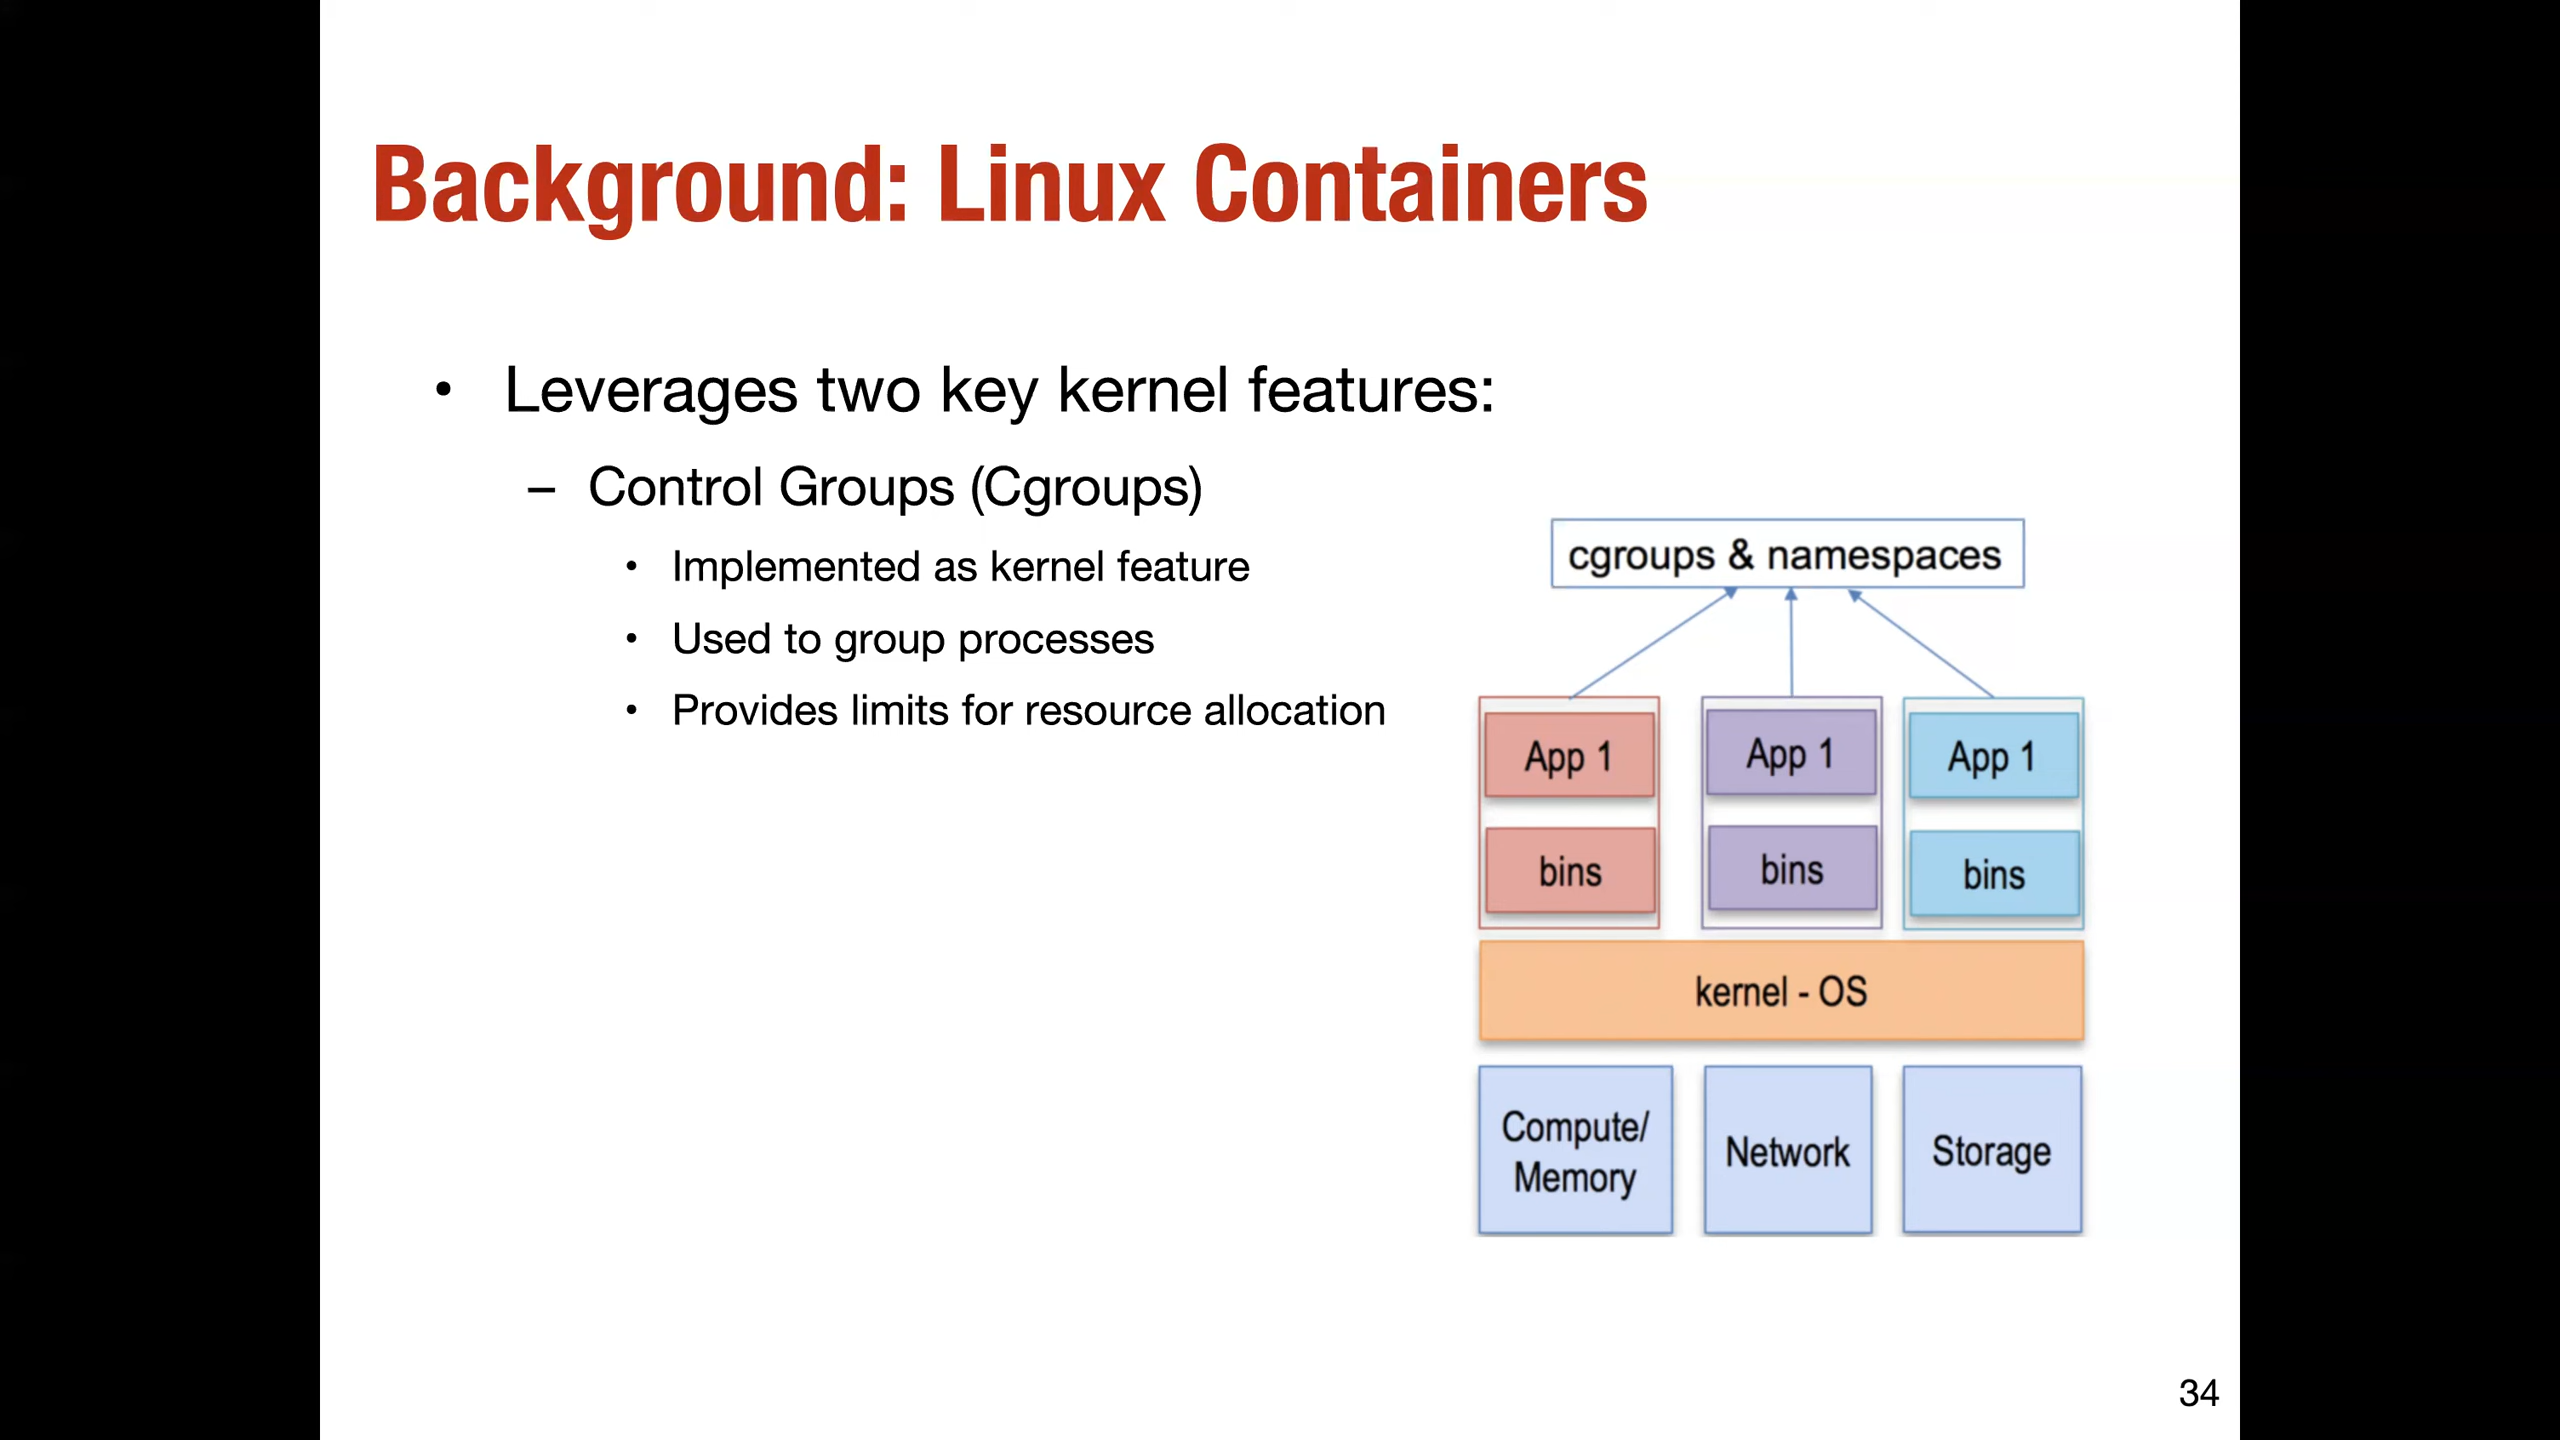 Background: Linux Containers
• Leverages two key kernel features:
– Control Groups (Cgroups)
• Implemented as kernel feature
• Used to group processes
• Provides limits for resource allocation
cgroups & namespaces
App 1 App 1 App 1
bins bins bins
kernel - OS
Compute/
Memory
Network
Storage
34